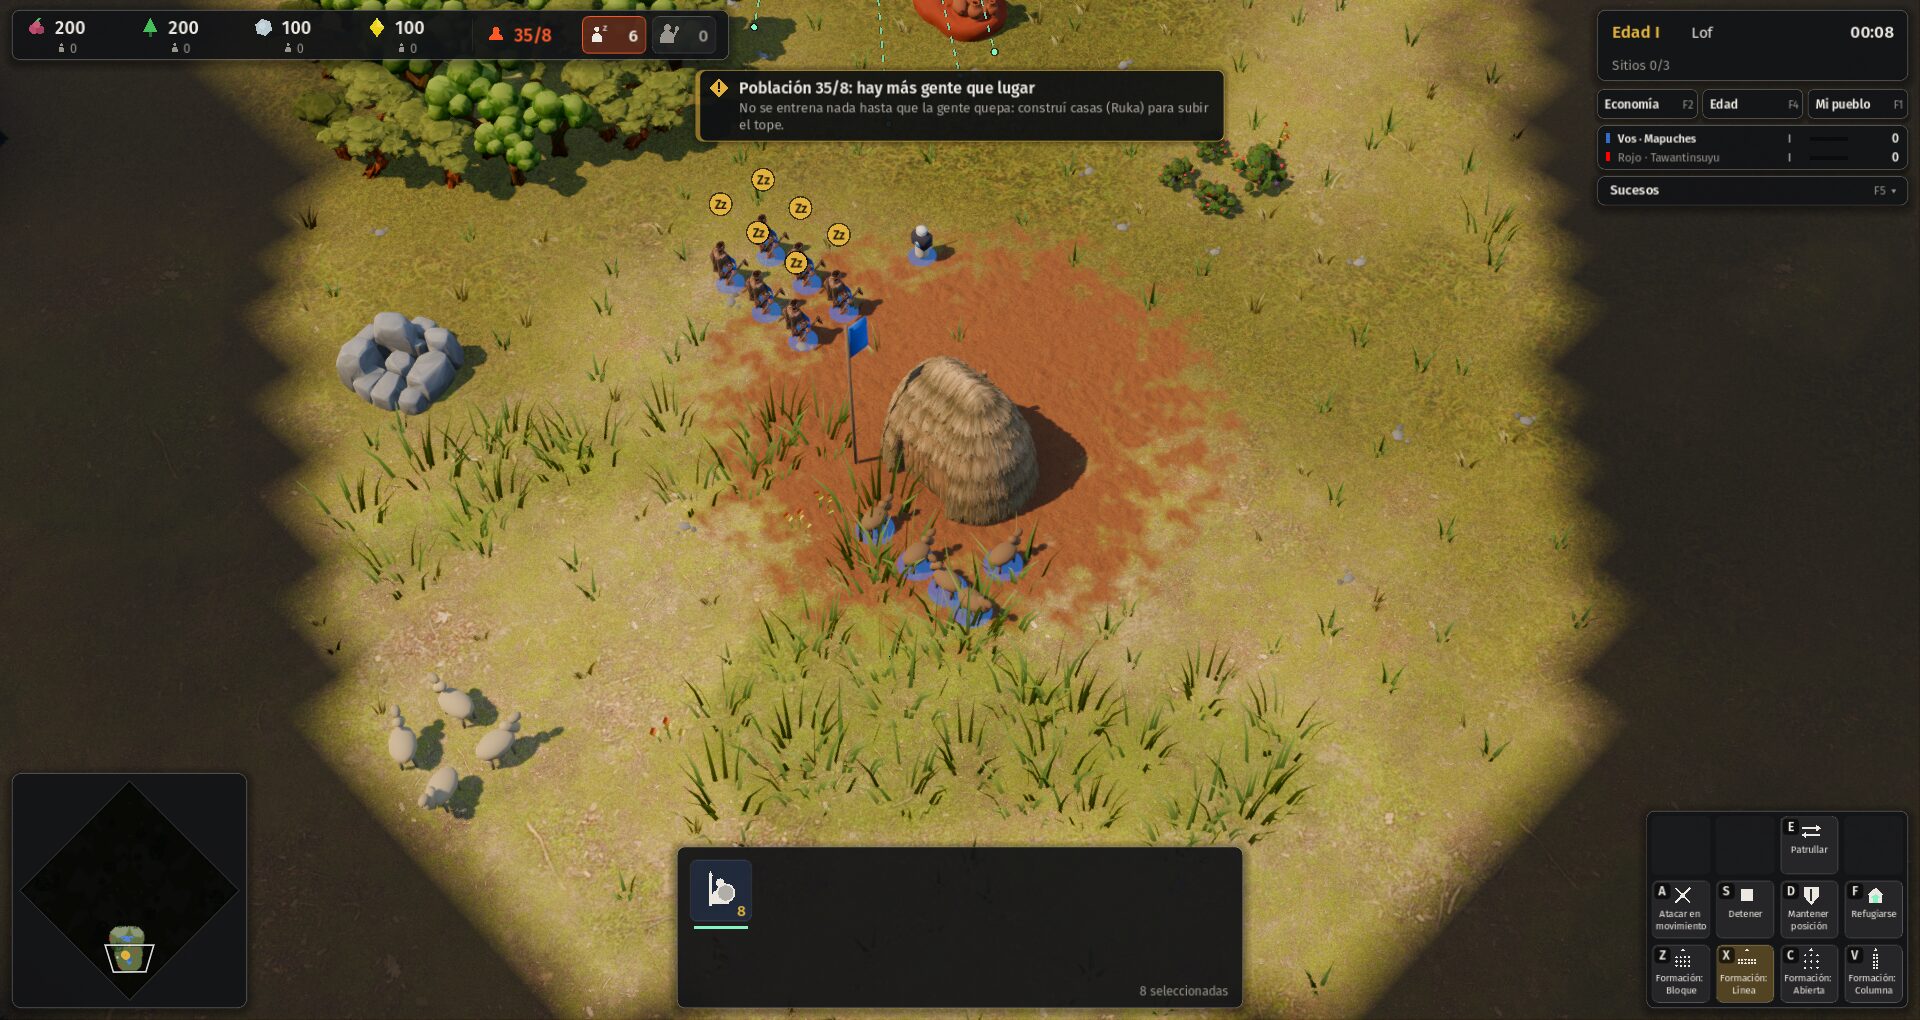 200
200
100
100
35/8
6
0
0
0
0
0
Población 35/8: hay más gente que lugar
No se entrena nada hasta que la gente quepa: construí casas (Ruka) para subir
el tope.
Edad I
Lof
00:08
Sitios 0/3
Economía F2
Edad F4
Mi pueblo F1
Vos · Mapuches I 0
Rojo · Tawantinsuyu I 0
Sucesos F5
Zz
Zz
Zz
Zz
Zz
Zz
8
8 seleccionadas
E
Patrullar
A
Atacar en
movimiento
S
Detener
D
Mantener
posición
F
Refugiarse
Z
Formación:
Bloque
X
Formación:
Línea
C
Formación:
Abierta
V
Formación:
Columna